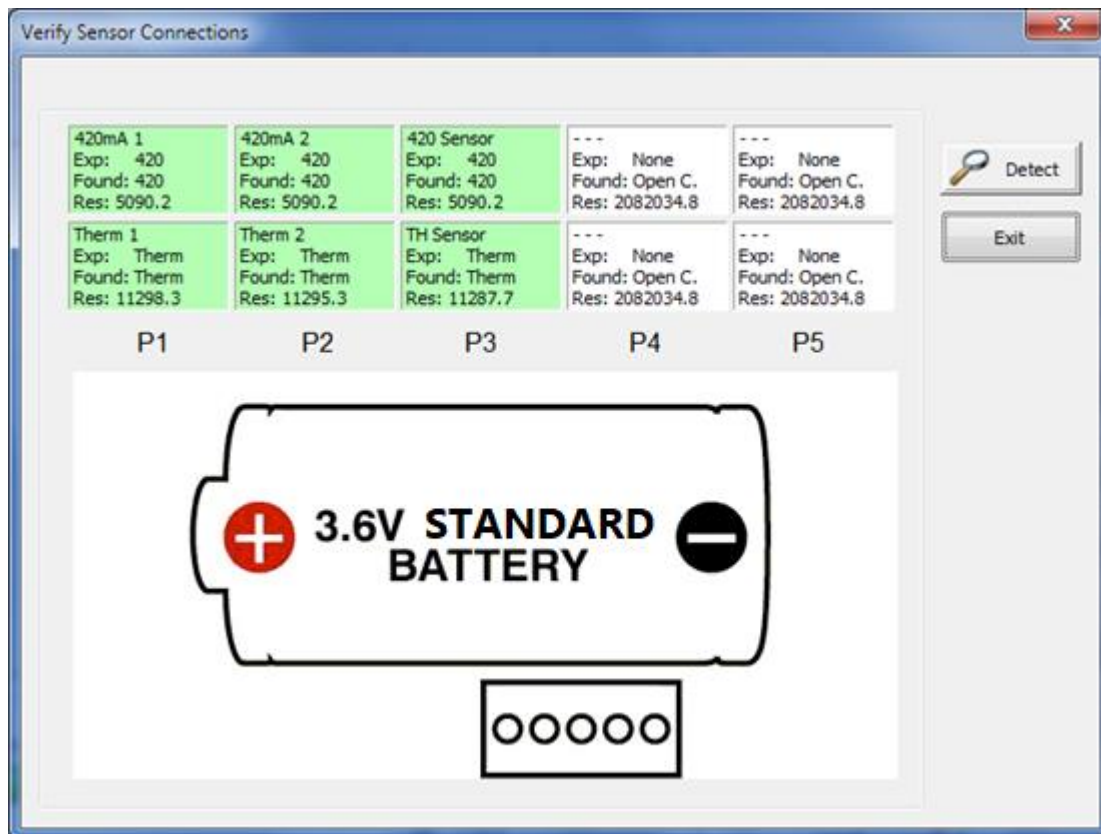 Verify Sensor Connections
420mA 1
Exp: 420
Found: 420
Res: 5090.2
420mA 2
Exp: 420
Found: 420
Res: 5090.2
420 Sensor
Exp: 420
Found: 420
Res: 5090.2
- - -
Exp: None
Found: Open C.
Res: 2082034.8
- - -
Exp: None
Found: Open C.
Res: 2082034.8
Therm 1
Exp: Therm
Found: Therm
Res: 11298.3
Therm 2
Exp: Therm
Found: Therm
Res: 11295.3
TH Sensor
Exp: Therm
Found: Therm
Res: 11287.7
- - -
Exp: None
Found: Open C.
Res: 2082034.8
- - -
Exp: None
Found: Open C.
Res: 2082034.8
P1 P2 P3 P4 P5
Detect
Exit
3.6V STANDARD
BATTERY